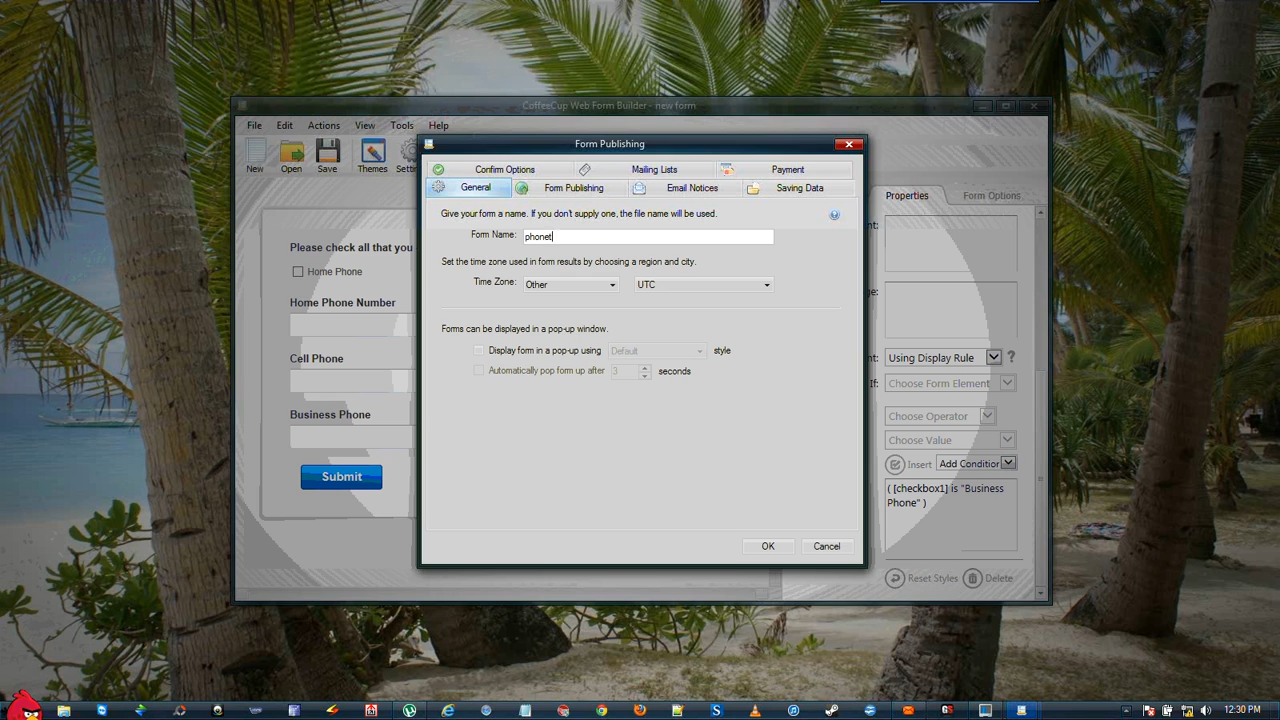 CoffeeCup Web Form Builder - new form
File Edit Actions View Tools Help
New Open Save Themes
Form Publishing
Confirm Options Mailing Lists Payment
General Form Publishing Email Notices Saving Data
Give your form a name. If you don't supply one, the file name will be used.
Form Name: phonet
Set the time zone used in form results by choosing a region and city.
Time Zone: Other UTC
Forms can be displayed in a pop-up window.
Display form in a pop-up using Default style
Automatically pop form up after 3 seconds
OK Cancel
Please check all that you
Home Phone
Home Phone Number
Cell Phone
Business Phone
Submit
Properties Form Options
Using Display Rule ?
If: Choose Form Element
Choose Operator
Choose Value
Insert Add Condition
( [checkbox1] is "Business
Phone" )
Reset Styles Delete
12:30 PM